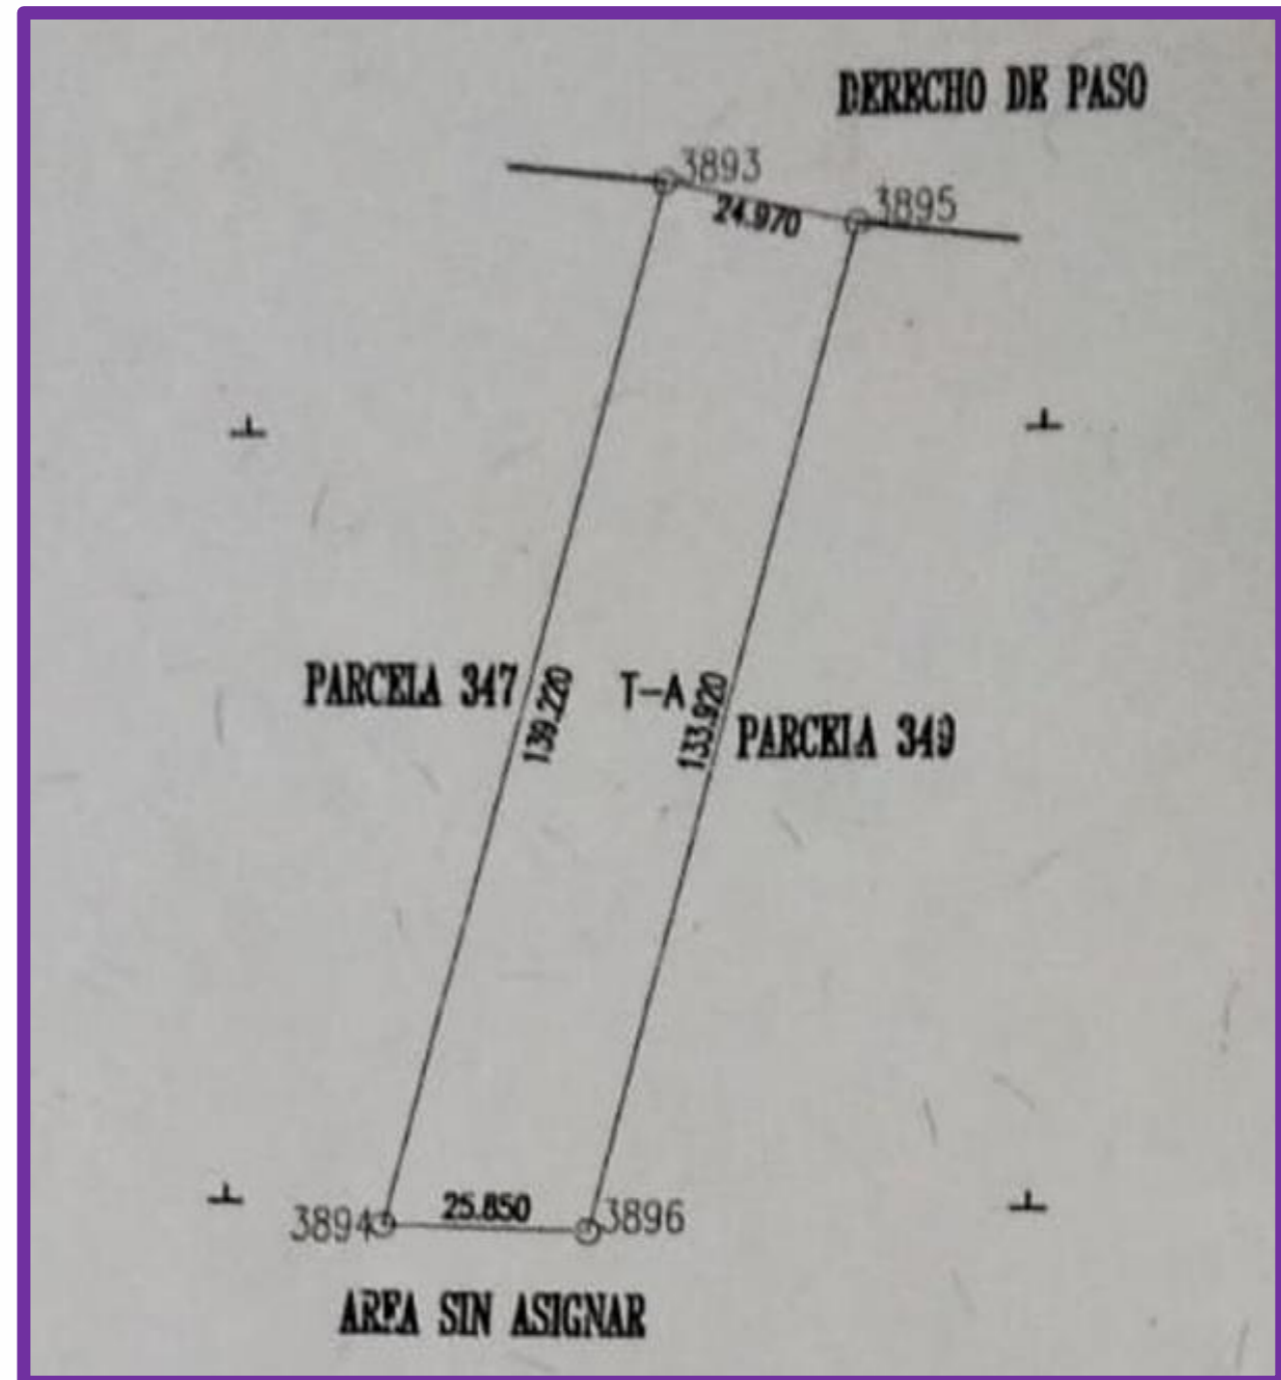 DERECHO DE PASO
3893
3895
24.970
PARCELA 347
139.220
T-A
133.920
PARCELA 349
3894
25.850
3896
AREA SIN ASIGNAR